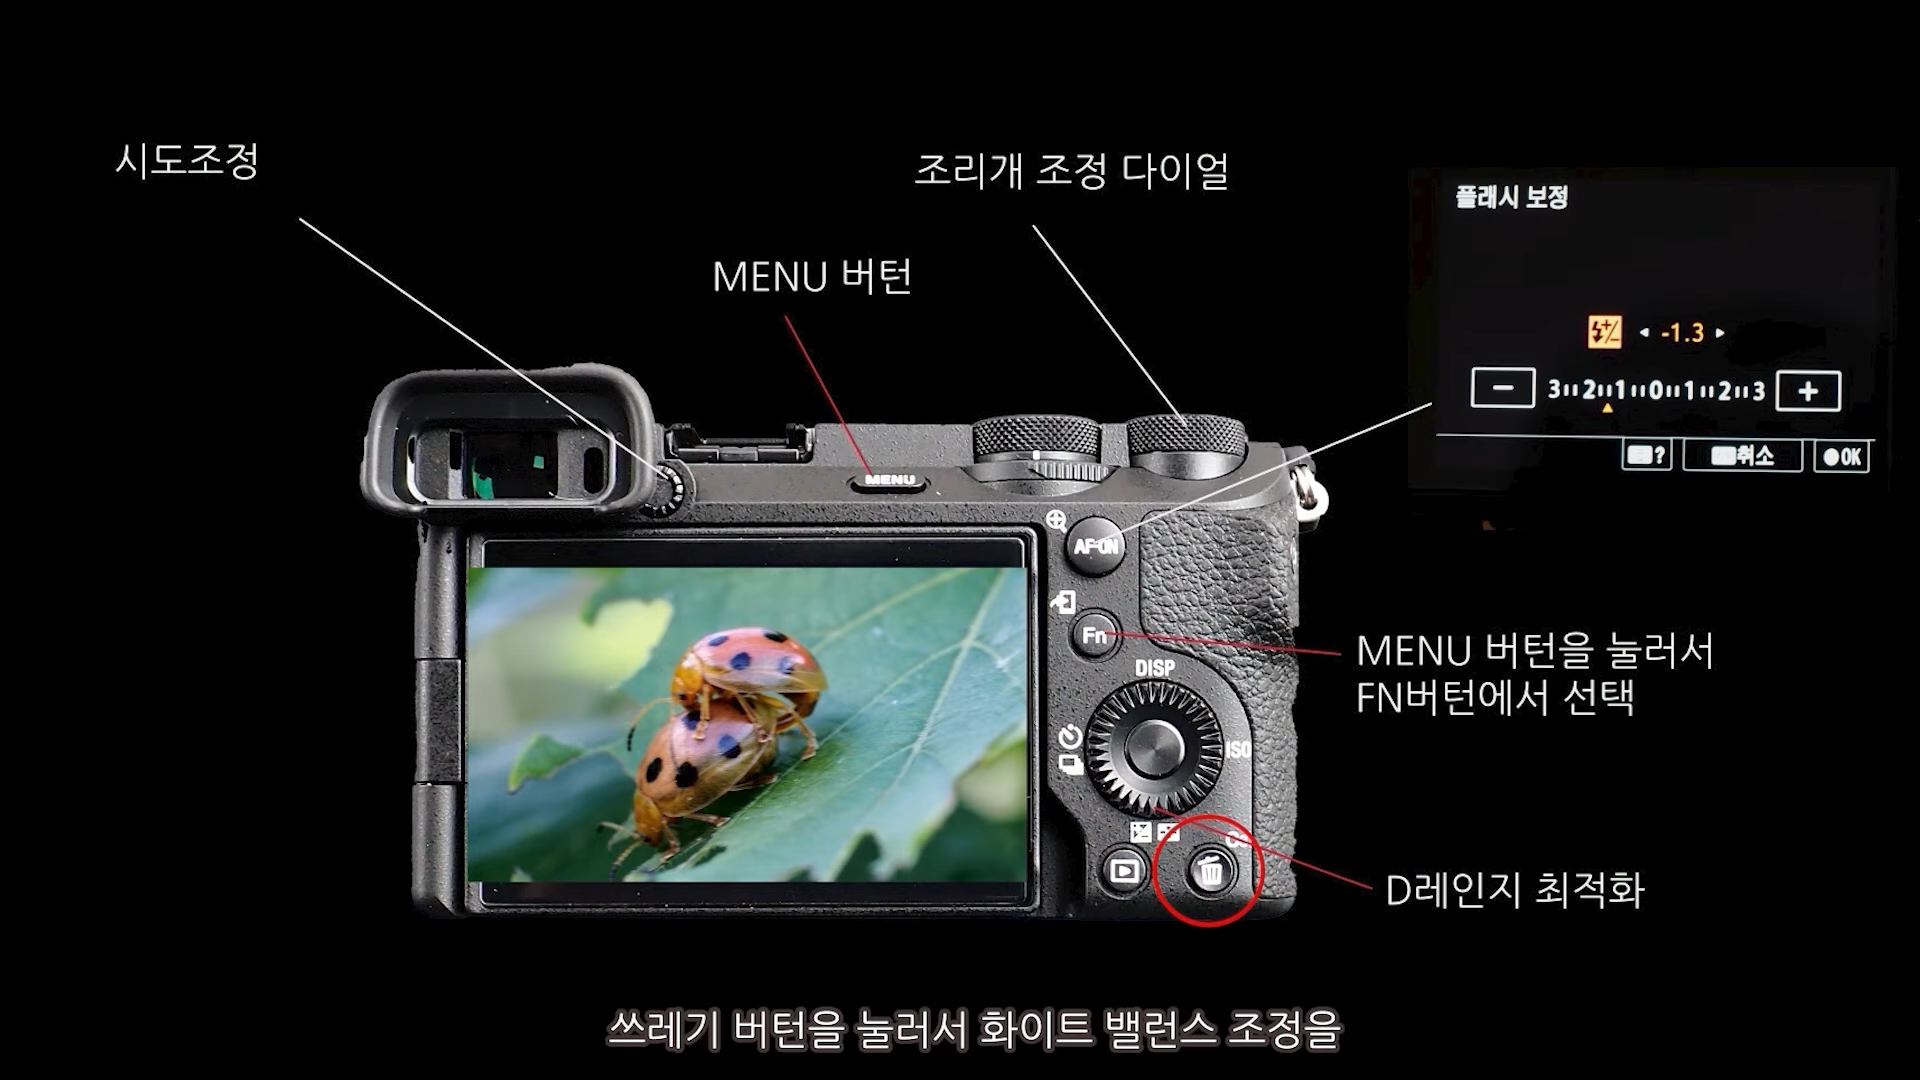 시도조정
조리개 조정 다이얼
MENU 버턴
플래시 보정
-1.3
3 2 1 0 1 2 3
?
취소
OK
MENU
AF-ON
Fn
DISP
ISO
MENU 버턴을 눌러서
FN버턴에서 선택
D레인지 최적화
쓰레기 버턴을 눌러서 화이트 밸런스 조정을